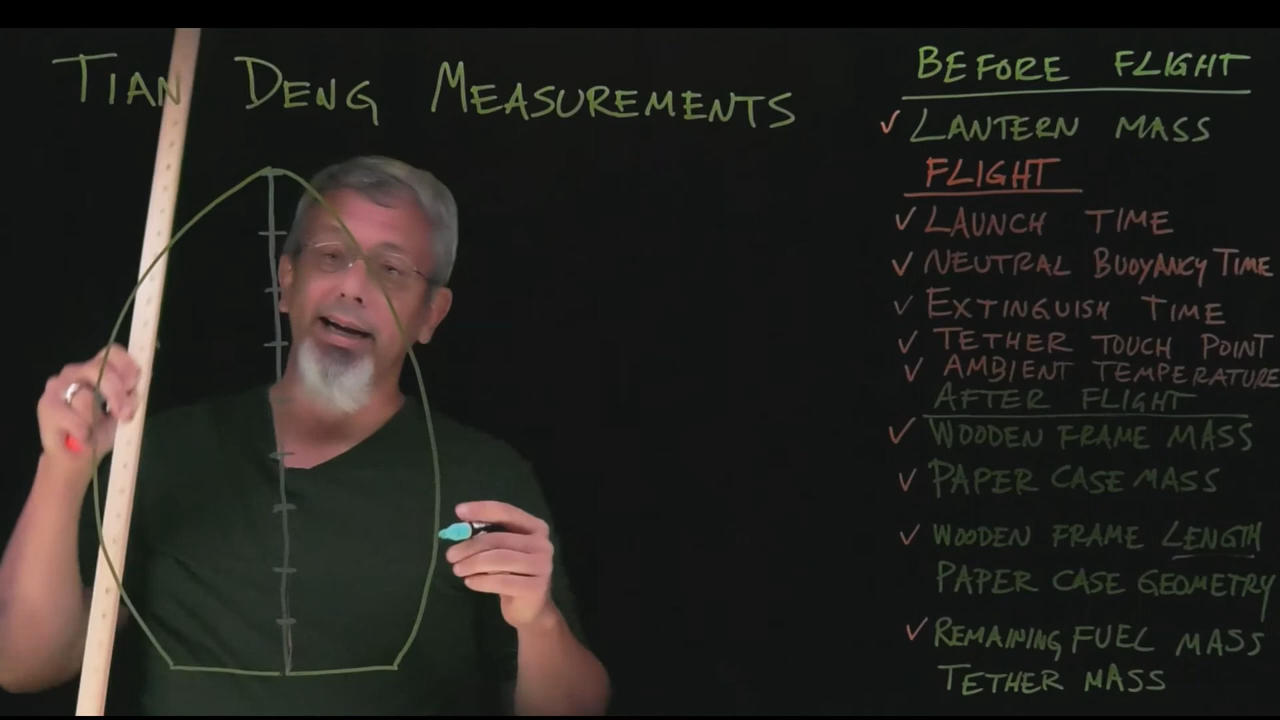 TIAN DENG MEASUREMENTS
BEFORE FLIGHT
✓ LANTERN MASS
FLIGHT
✓ LAUNCH TIME
✓ NEUTRAL BUOYANCY TIME
✓ EXTINGUISH TIME
✓ TETHER TOUCH POINT
✓ AMBIENT TEMPERATURE
AFTER FLIGHT
✓ WOODEN FRAME MASS
✓ PAPER CASE MASS
✓ WOODEN FRAME LENGTH
PAPER CASE GEOMETRY
✓ REMAINING FUEL MASS
TETHER MASS